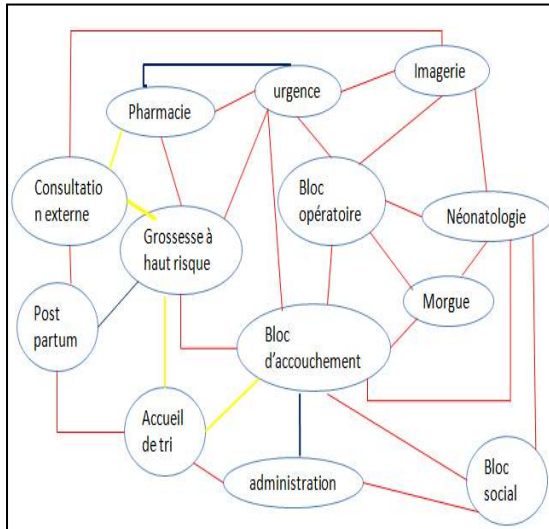 Imagerie
urgence
Pharmacie
Consultatio
n externe
Bloc
opératoire
Néonatologie
Grossesse à
haut risque
Morgue
Post
partum
Bloc
d’accouchement
Accueil
de tri
administration
Bloc
social